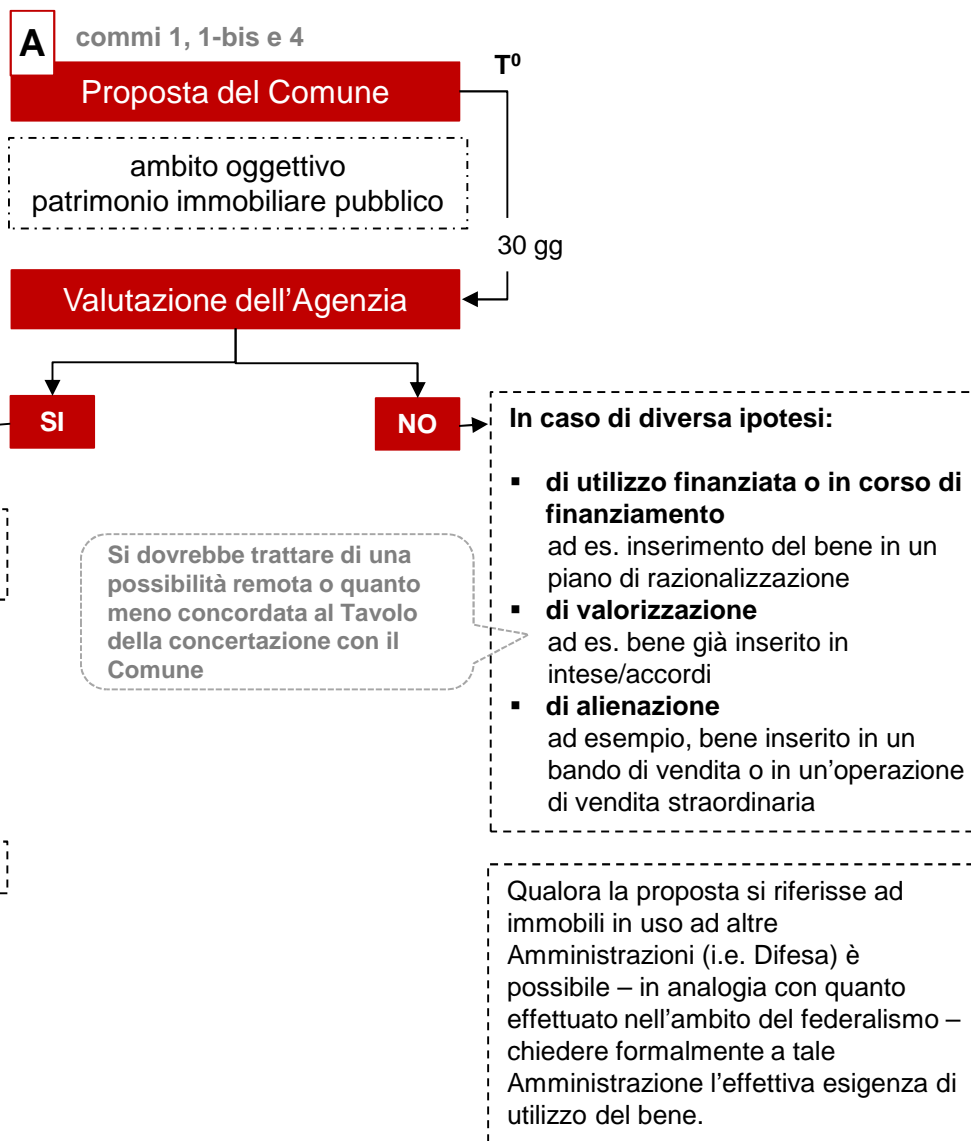 A
commi 1, 1-bis e 4
T⁰
Proposta del Comune
ambito oggettivo
patrimonio immobiliare pubblico
30 gg
Valutazione dell’Agenzia
SI
NO
In caso di diversa ipotesi:
▪ di utilizzo finanziata o in corso di
finanziamento
ad es. inserimento del bene in un
piano di razionalizzazione
▪ di valorizzazione
ad es. bene già inserito in
intese/accordi
▪ di alienazione
ad esempio, bene inserito in un
bando di vendita o in un’operazione
di vendita straordinaria
Si dovrebbe trattare di una
possibilità remota o quanto
meno concordata al Tavolo
della concertazione con il
Comune
Qualora la proposta si riferisse ad
immobili in uso ad altre
Amministrazioni (i.e. Difesa) è
possibile – in analogia con quanto
effettuato nell’ambito del federalismo –
chiedere formalmente a tale
Amministrazione l’effettiva esigenza di
utilizzo del bene.